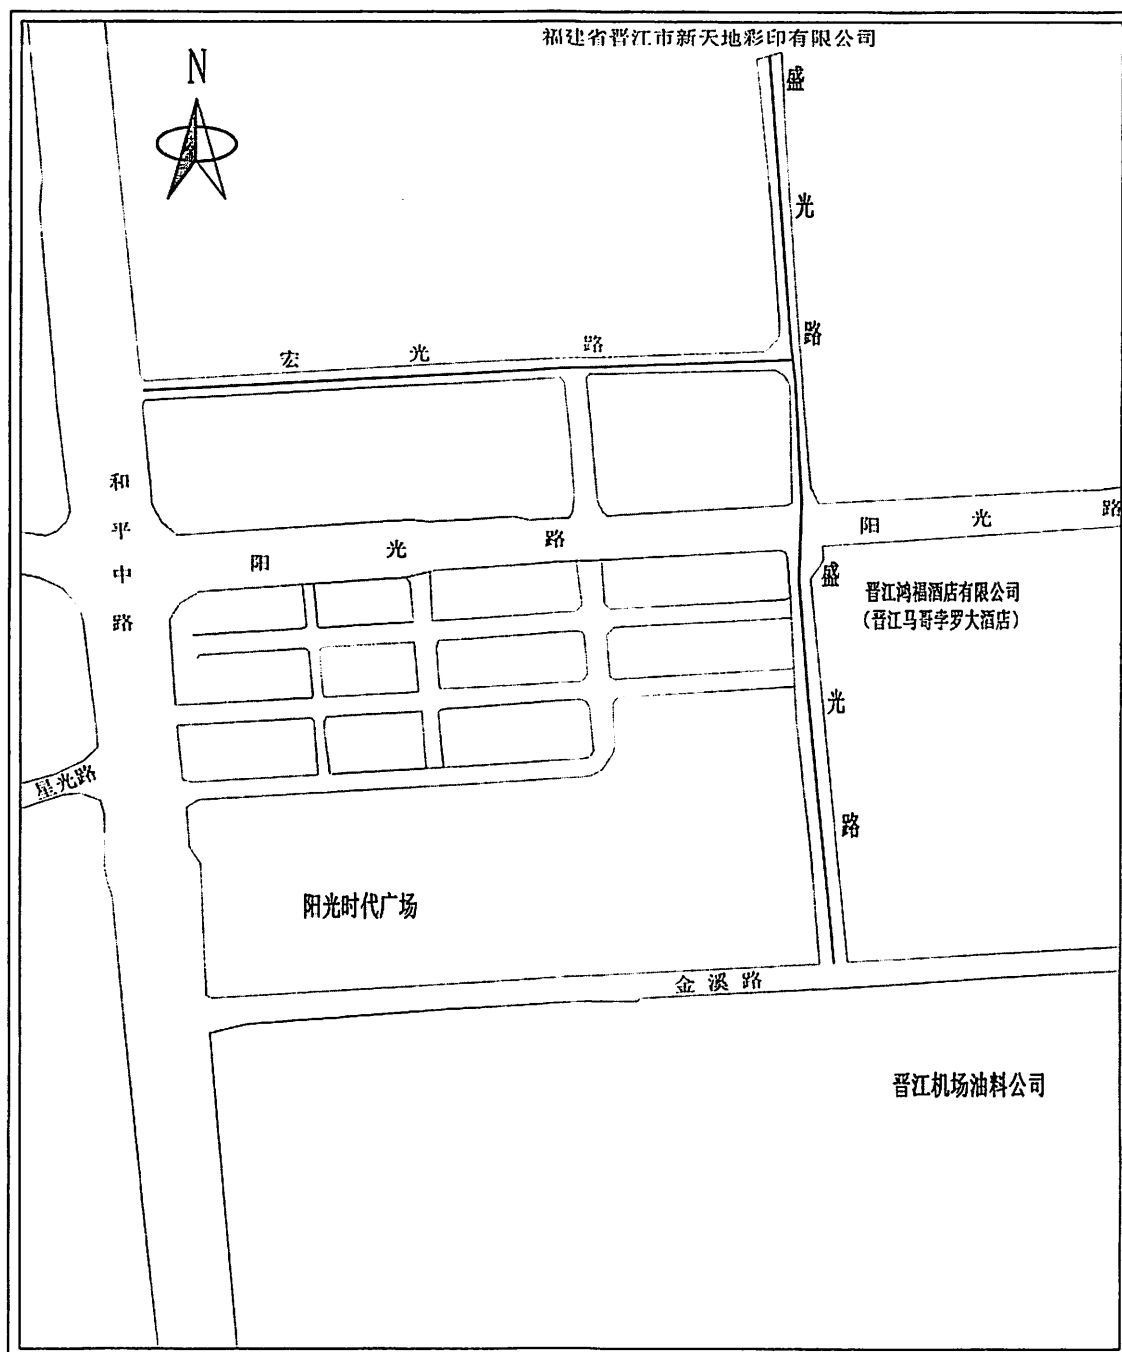 福建省晋江市新天地彩印有限公司
N
盛光路
宏光路
和平中路
阳光路
阳光路
盛光路
晋江鸿福酒店有限公司
（晋江马哥孛罗大酒店）
星光路
阳光时代广场
金溪路
晋江机场油料公司